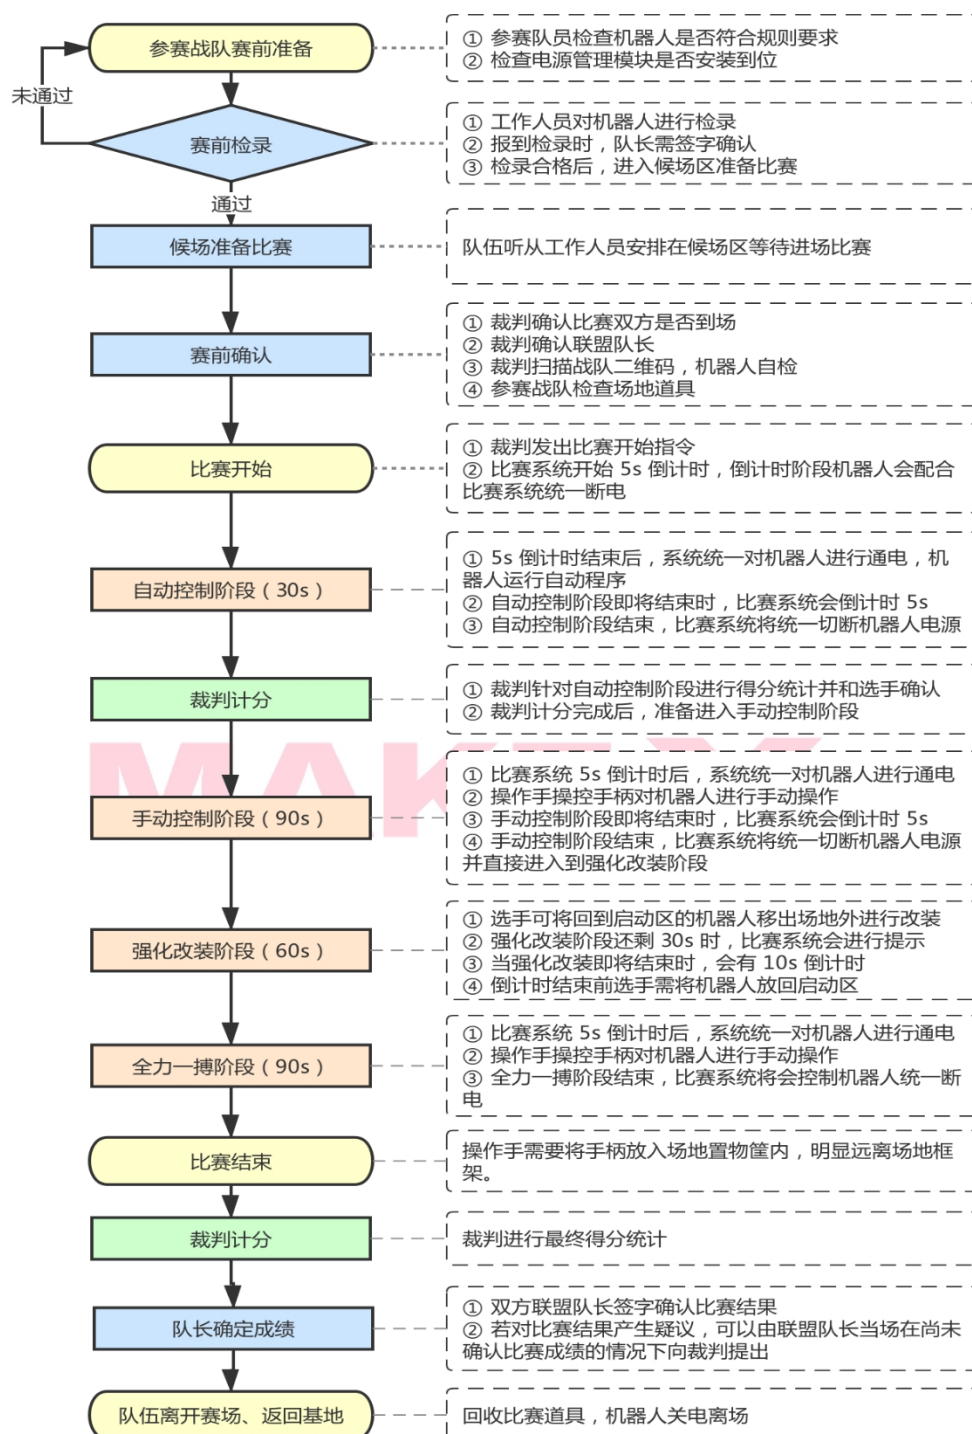 参赛战队赛前准备
① 参赛队员检查机器人是否符合规则要求
② 检查电源管理模块是否安装到位
未通过
赛前检录
① 工作人员对机器人进行检录
② 报到检录时，队长需签字确认
③ 检录合格后，进入候场区准备比赛
通过
候场准备比赛
队伍听从工作人员安排在候场区等待进场比赛
赛前确认
① 裁判确认比赛双方是否到场
② 裁判确认联盟队长
③ 裁判扫描战队二维码，机器人自检
④ 参赛战队检查场地道具
比赛开始
① 裁判发出比赛开始指令
② 比赛系统开始 5s 倒计时，倒计时阶段机器人会配合
比赛系统统一断电
自动控制阶段（30s）
① 5s 倒计时结束后，系统统一对机器人进行通电，机
器人运行自动程序
② 自动控制阶段即将结束时，比赛系统会倒计时 5s
③ 自动控制阶段结束，比赛系统将统一切断机器人电源
裁判计分
① 裁判针对自动控制阶段进行得分统计并和选手确认
② 裁判计分完成后，准备进入手动控制阶段
MAKEX
手动控制阶段（90s）
① 比赛系统 5s 倒计时后，系统统一对机器人进行通电
② 操作手操控手柄对机器人进行手动操作
③ 手动控制阶段即将结束时，比赛系统会倒计时 5s
④ 手动控制阶段结束，比赛系统将统一切断机器人电源
并直接进入到强化改装阶段
强化改装阶段（60s）
① 选手可将回到启动区的机器人移出场地外进行改装
② 强化改装阶段还剩 30s 时，比赛系统会进行提示
③ 当强化改装即将结束时，会有 10s 倒计时
④ 倒计时结束前选手需将机器人放回启动区
全力一搏阶段（90s）
① 比赛系统 5s 倒计时后，系统统一对机器人进行通电
② 操作手操控手柄对机器人进行手动操作
③ 全力一搏阶段结束，比赛系统将会控制机器人统一断
电
比赛结束
操作手需要将手柄放入场地置物筐内，明显远离场地框
架。
裁判计分
裁判进行最终得分统计
队长确定成绩
① 双方联盟队长签字确认比赛结果
② 若对比赛结果产生疑议，可以由联盟队长当场在尚未
确认比赛成绩的情况下向裁判提出
队伍离开赛场、返回基地
回收比赛道具，机器人关电离场